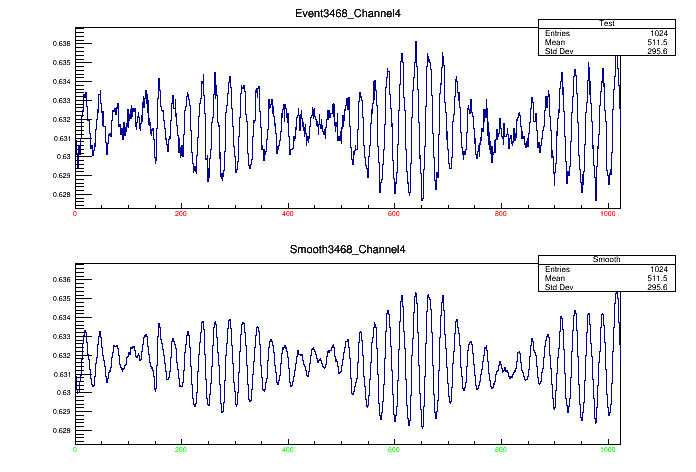 Event3468_Channel4
Test
Entries 1024
Mean 511.5
Std Dev 295.6
0.636
0.635
0.634
0.633
0.632
0.631
0.63
0.629
0.628
0 200 400 600 800 1000
Smooth3468_Channel4
Smooth
Entries 1024
Mean 511.5
Std Dev 295.6
0.636
0.635
0.634
0.633
0.632
0.631
0.63
0.629
0.628
0 200 400 600 800 1000